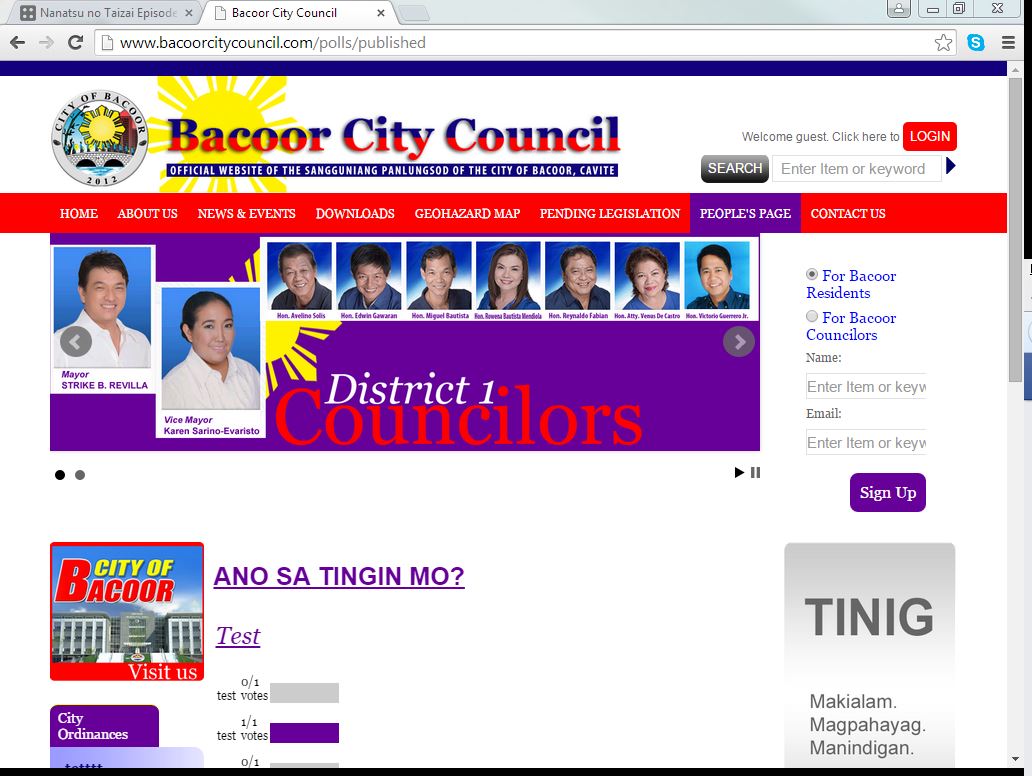 Nanatsu no Taizai Episode
Bacoor City Council
www.bacoorcitycouncil.com/polls/published
CITY OF BACOOR
2012
Bacoor City Council
OFFICIAL WEBSITE OF THE SANGGUNIANG PANLUNGSOD OF THE CITY OF BACOOR, CAVITE
Welcome guest. Click here to LOGIN
SEARCH Enter Item or keyword
HOME ABOUT US NEWS & EVENTS DOWNLOADS GEOHAZARD MAP PENDING LEGISLATION PEOPLE'S PAGE CONTACT US
Hon. Avelino Solis Hon. Edwin Gawaran Hon. Miguel Bautista Hon. Rowena Bautista Mendiola Hon. Reynaldo Fabian Hon. Atty. Venus De Castro Hon. Victorio Guerrero Jr.
Mayor
STRIKE B. REVILLA
Vice Mayor
Karen Sarino-Evaristo
District 1
Councilors
For Bacoor
Residents
For Bacoor
Councilors
Name:
Enter Item or keyw
Email:
Enter Item or keyw
Sign Up
CITY OF
BACOOR
Visit us
City
Ordinances
ANO SA TINGIN MO?
Test
0/1
test votes
1/1
test votes
0/1
TINIG
Makialam.
Magpahayag.
Manindigan.